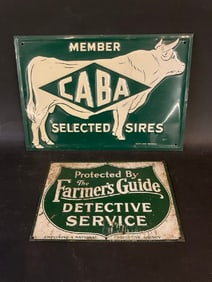 MEMBER
CABA
SELECTED SIRES
Protected By
The
Farmer's Guide
DETECTIVE
SERVICE